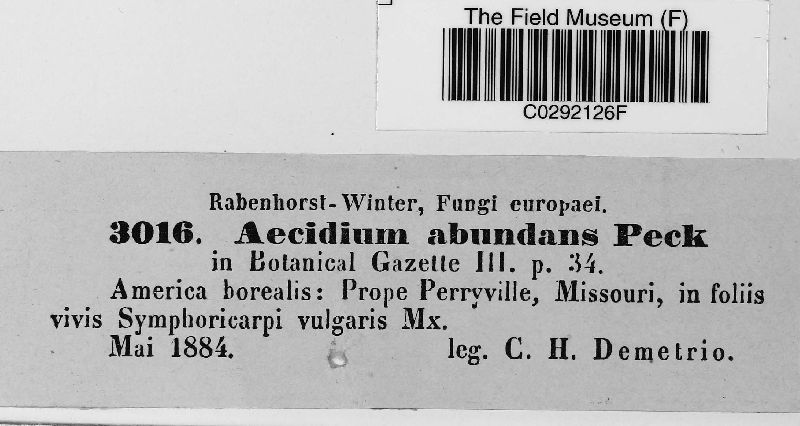 The Field Museum (F)
C0292126F
Rabenhorst-Winter, Fungi europaei.
3016. Aecidium abundans Peck
in Botanical Gazette III. p. 34.
America borealis: Prope Perryville, Missouri, in foliis
vivis Symphoricarpi vulgaris Mx.
Mai 1884. leg. C. H. Demetrio.